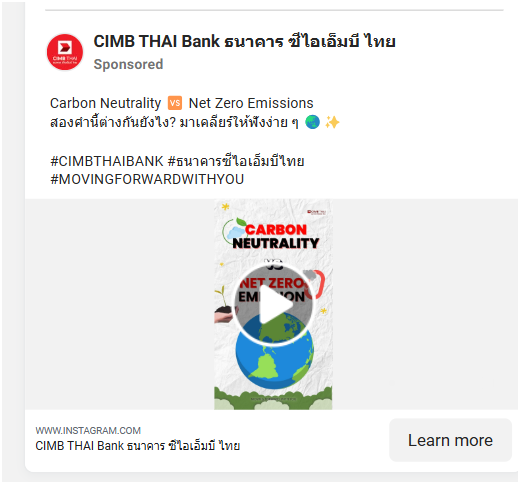 CIMB THAI Bank ธนาคาร ซีไอเอ็มบี ไทย
Sponsored
Carbon Neutrality 🆚 Net Zero Emissions
สองคำนี้ต่างกันยังไง? มาเคลียร์ให้ฟังง่าย ๆ 🌏 ✨
#CIMBTHAIBANK #ธนาคารซีไอเอ็มบีไทย
#MOVINGFORWARDWITHYOU
CARBON
NEUTRALITY
VS
NET ZERO
EMISSION
WWW.INSTAGRAM.COM
CIMB THAI Bank ธนาคาร ซีไอเอ็มบี ไทย
Learn more